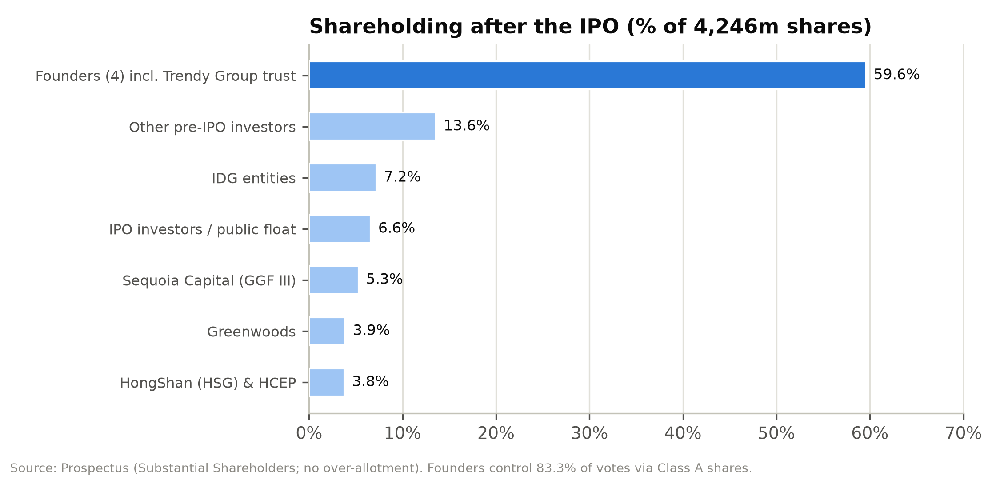 Shareholding after the IPO (% of 4,246m shares)
Founders (4) incl. Trendy Group trust 59.6%
Other pre-IPO investors 13.6%
IDG entities 7.2%
IPO investors / public float 6.6%
Sequoia Capital (GGF III) 5.3%
Greenwoods 3.9%
HongShan (HSG) & HCEP 3.8%
0% 10% 20% 30% 40% 50% 60% 70%
Source: Prospectus (Substantial Shareholders; no over-allotment). Founders control 83.3% of votes via Class A shares.